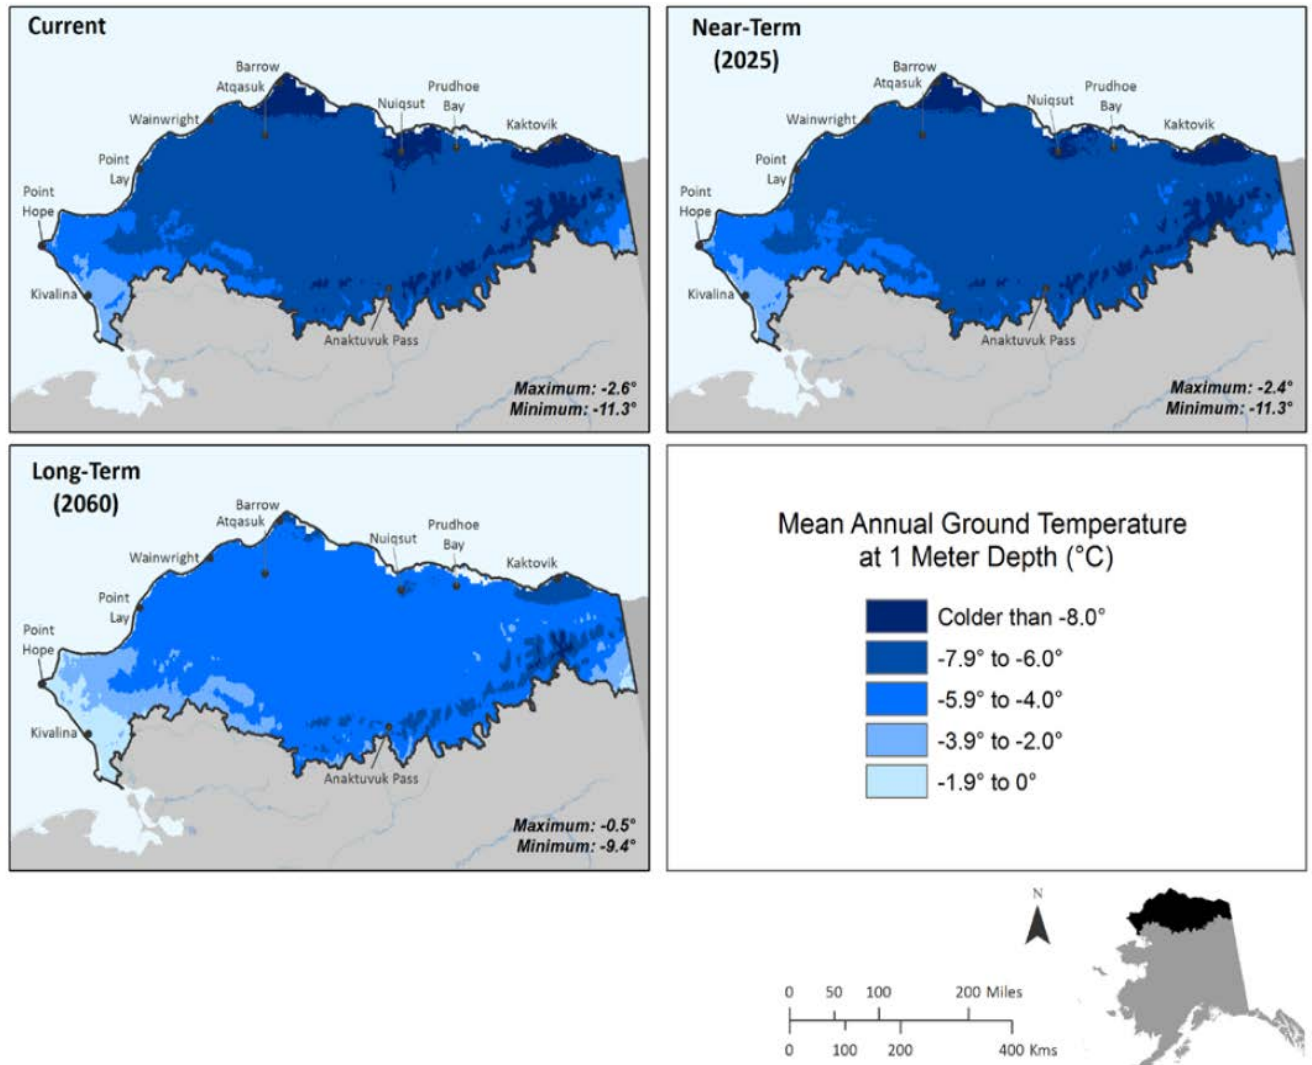 Current
Barrow
Atqasuk
Wainwright
Point
Lay
Point
Hope
Kivalina
Nuiqsut
Prudhoe
Bay
Kaktovik
Anaktuvuk Pass
Maximum: -2.6°
Minimum: -11.3°
Near-Term
(2025)
Barrow
Atqasuk
Wainwright
Point
Lay
Point
Hope
Kivalina
Nuiqsut
Prudhoe
Bay
Kaktovik
Anaktuvuk Pass
Maximum: -2.4°
Minimum: -11.3°
Long-Term
(2060)
Barrow
Atqasuk
Wainwright
Point
Lay
Point
Hope
Kivalina
Nuiqsut
Prudhoe
Bay
Kaktovik
Anaktuvuk Pass
Maximum: -0.5°
Minimum: -9.4°
Mean Annual Ground Temperature
at 1 Meter Depth (°C)
Colder than -8.0°
-7.9° to -6.0°
-5.9° to -4.0°
-3.9° to -2.0°
-1.9° to 0°
N
0 50 100 200 Miles
0 100 200 400 Kms